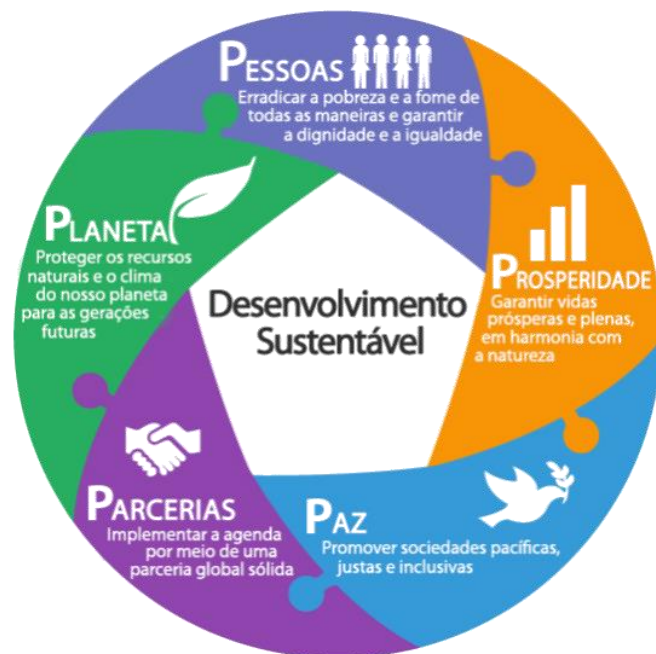 PESSOAS
Erradicar a pobreza e a fome de
todas as maneiras e garantir
a dignidade e a igualdade
PROSPERIDADE
Garantir vidas
prósperas e plenas,
em harmonia com
a natureza
PAZ
Promover sociedades pacíficas,
justas e inclusivas
PARCERIAS
Implementar a agenda
por meio de uma
parceria global sólida
PLANETA
Proteger os recursos
naturais e o clima
do nosso planeta
para as gerações
futuras
Desenvolvimento
Sustentável